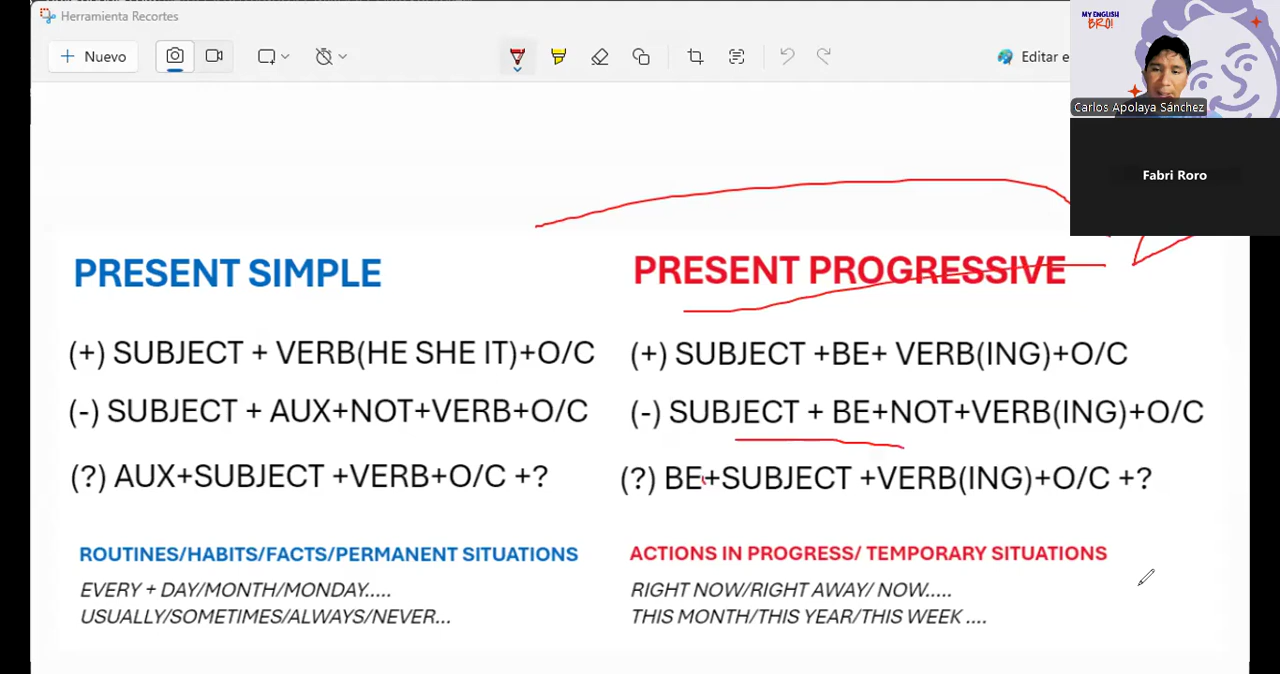 Herramienta Recortes
Nuevo
Editar e
MY ENGLISH
BRO!
Carlos Apolaya Sánchez
Fabri Roro
PRESENT SIMPLE
(+) SUBJECT + VERB(HE SHE IT)+O/C
(-) SUBJECT + AUX+NOT+VERB+O/C
(?) AUX+SUBJECT +VERB+O/C +?
ROUTINES/HABITS/FACTS/PERMANENT SITUATIONS
EVERY + DAY/MONTH/MONDAY.....
USUALLY/SOMETIMES/ALWAYS/NEVER...
PRESENT PROGRESSIVE
(+) SUBJECT +BE+ VERB(ING)+O/C
(-) SUBJECT + BE+NOT+VERB(ING)+O/C
(?) BE+SUBJECT +VERB(ING)+O/C +?
ACTIONS IN PROGRESS/ TEMPORARY SITUATIONS
RIGHT NOW/RIGHT AWAY/ NOW.....
THIS MONTH/THIS YEAR/THIS WEEK ....